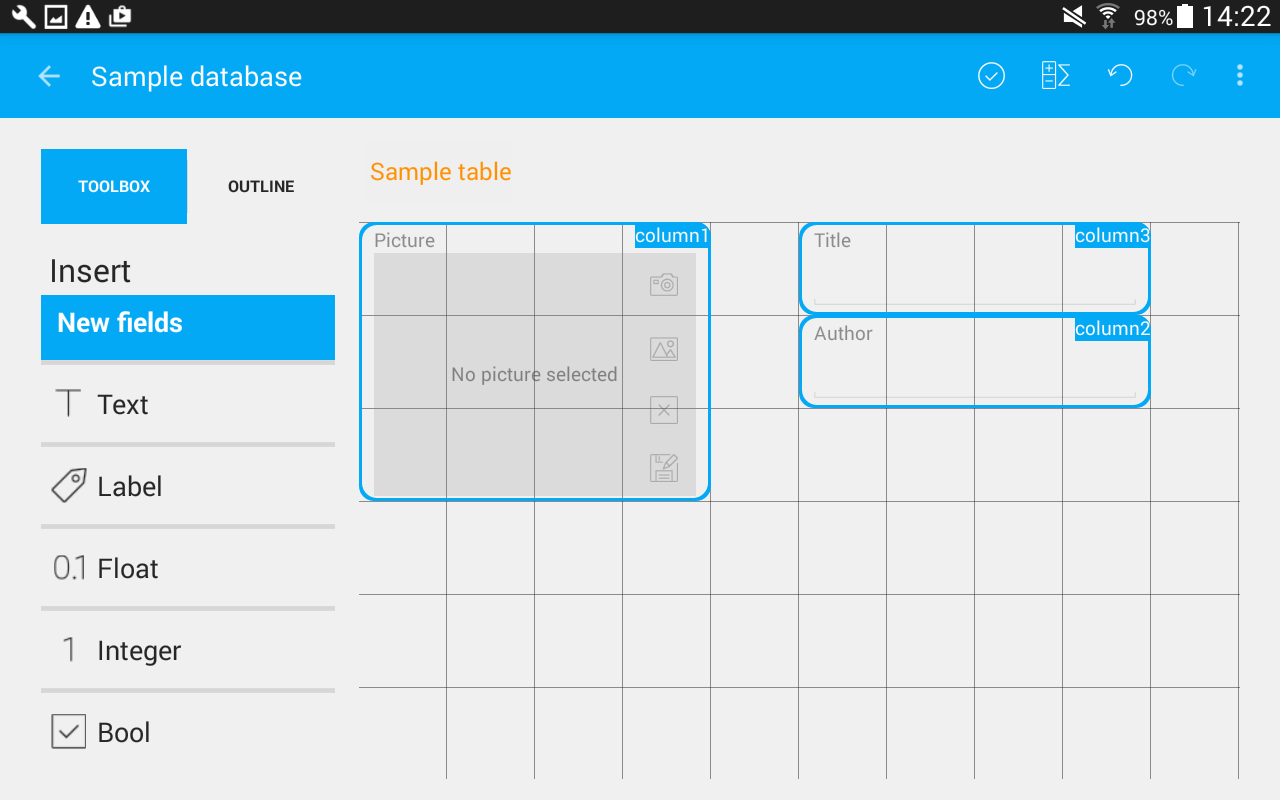 98% 14:22
Sample database
TOOLBOX
OUTLINE
Insert
New fields
Text
Label
0.1 Float
1 Integer
Bool
Sample table
Picture
column1
No picture selected
Title
column3
Author
column2